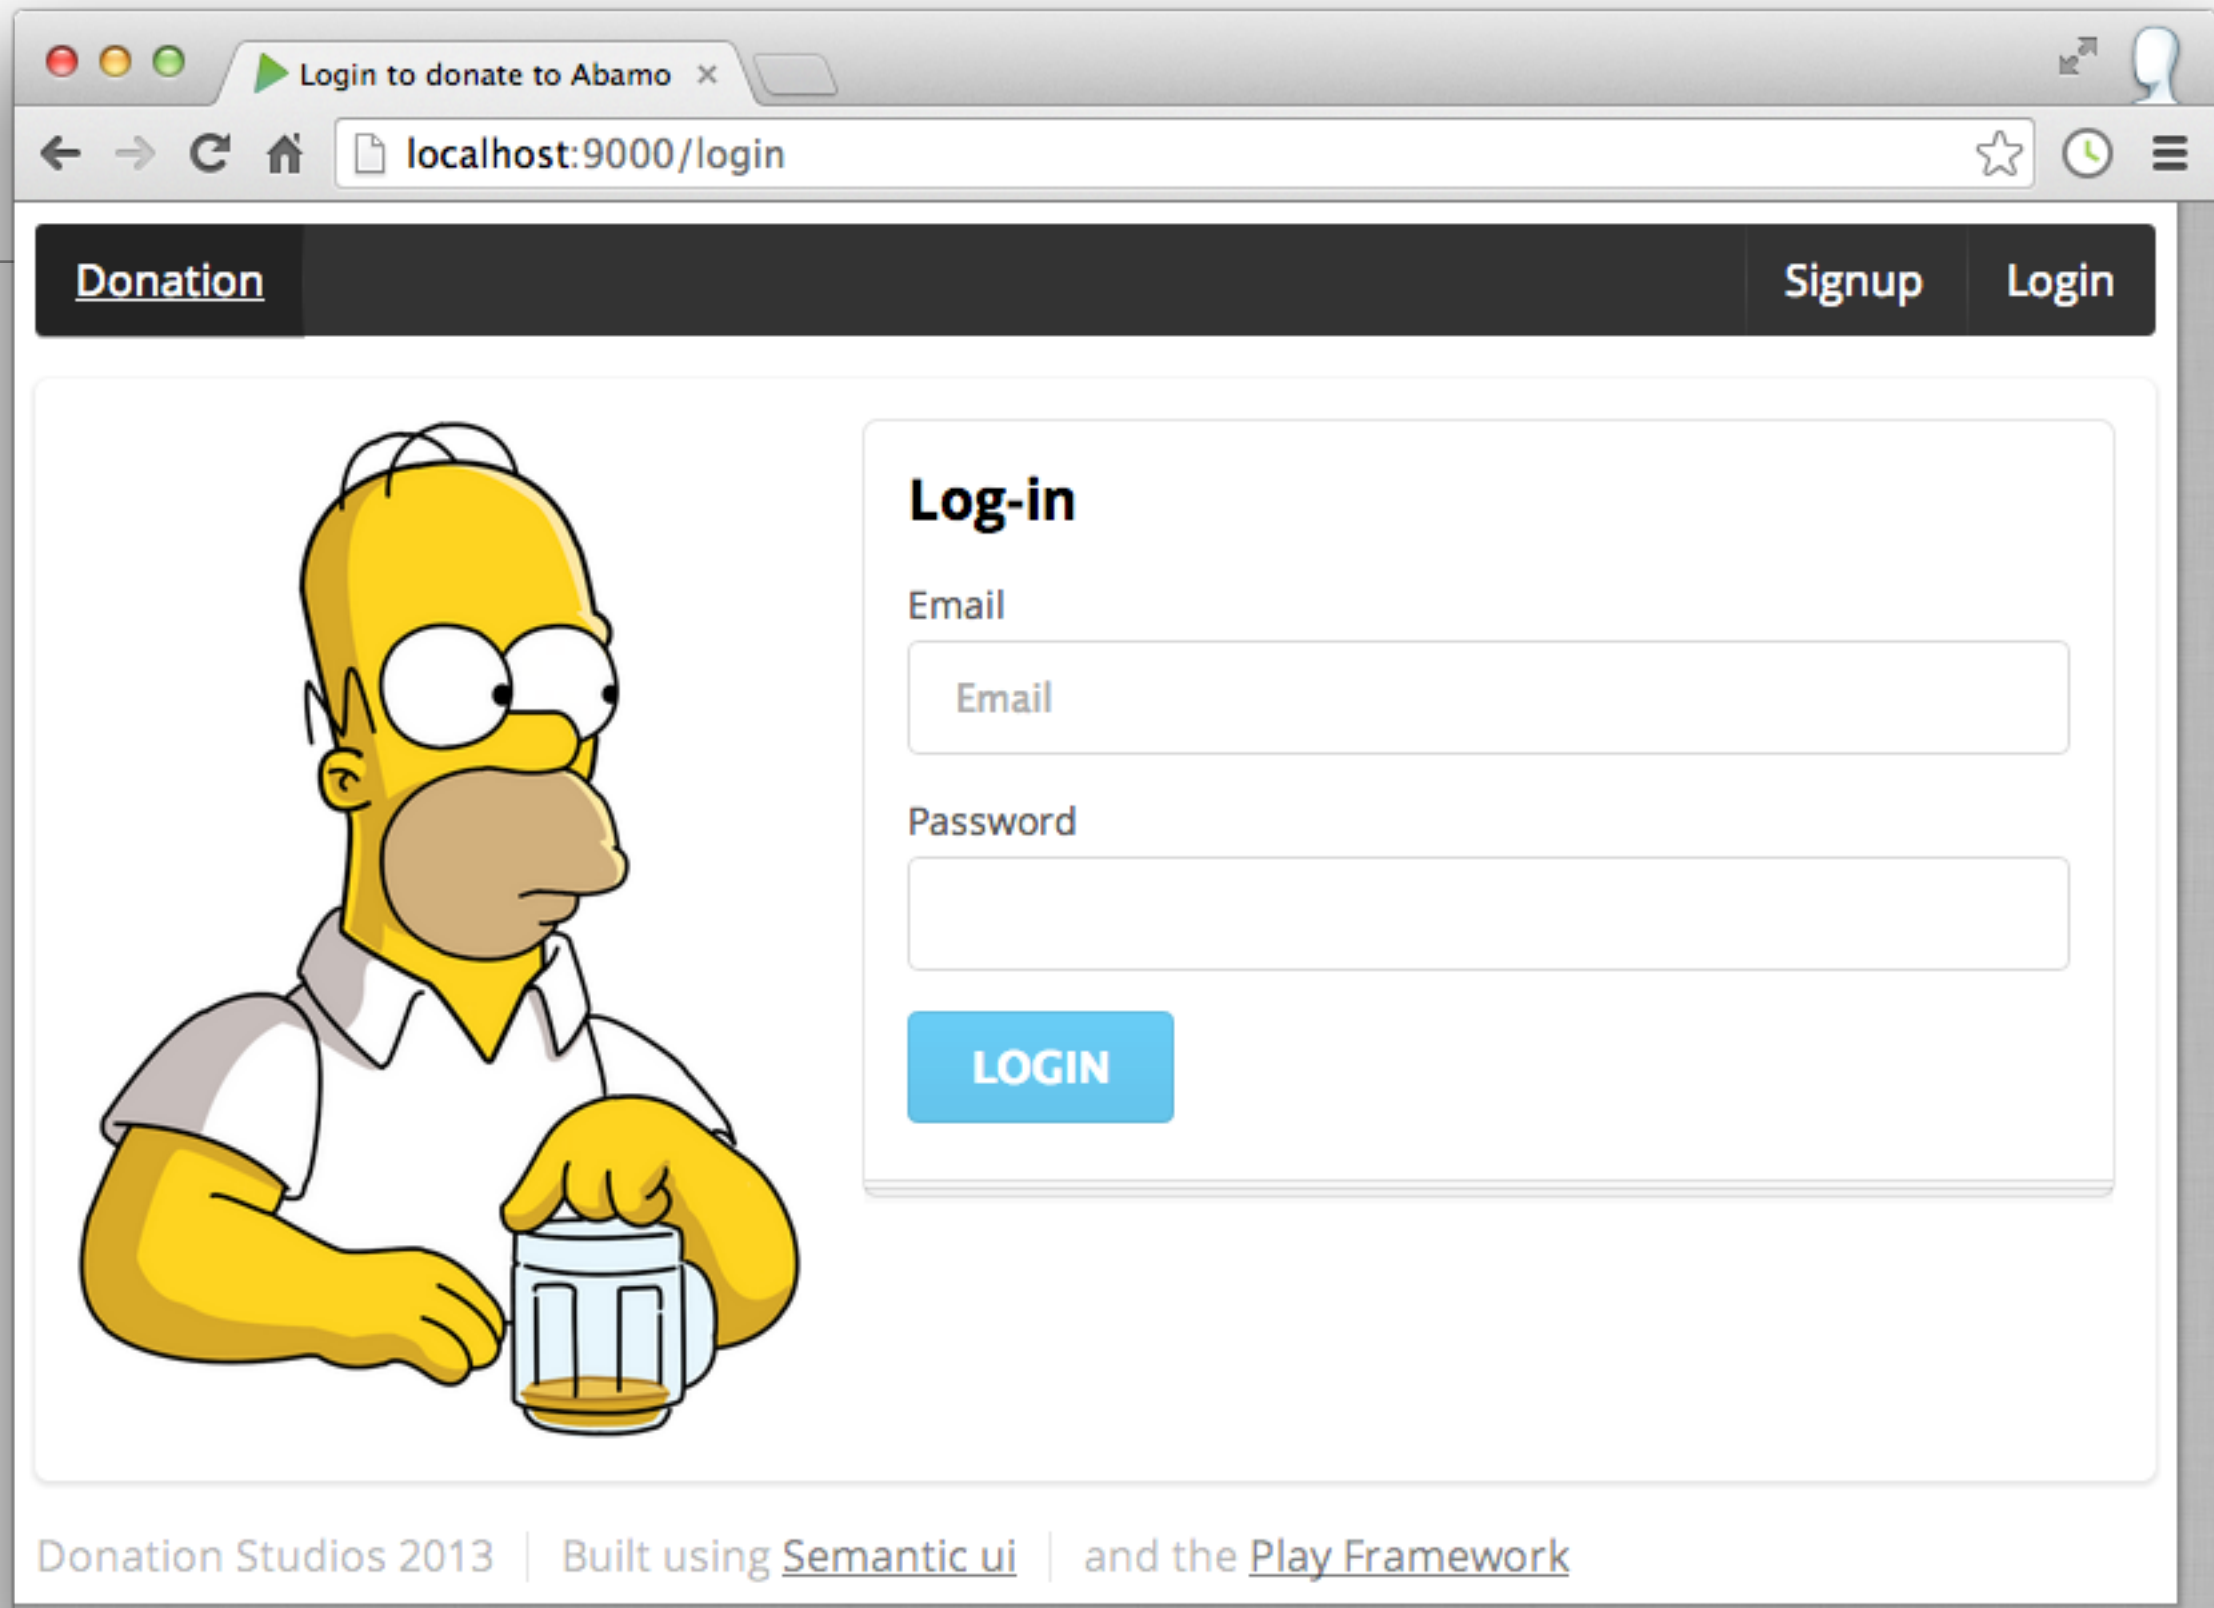 Login to donate to Abamo
localhost:9000/login
Donation
Signup
Login
Log-in
Email
Email
Password
LOGIN
Donation Studios 2013
Built using Semantic ui
and the Play Framework